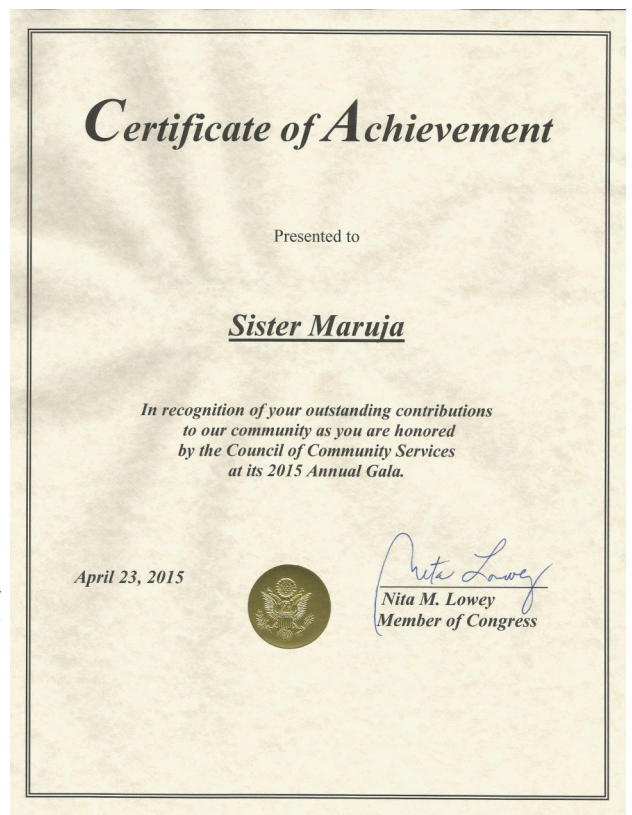 Certificate of Achievement
Presented to
Sister Maruja
In recognition of your outstanding contributions
to our community as you are honored
by the Council of Community Services
at its 2015 Annual Gala.
April 23, 2015
Nita Lowey
Nita M. Lowey
Member of Congress